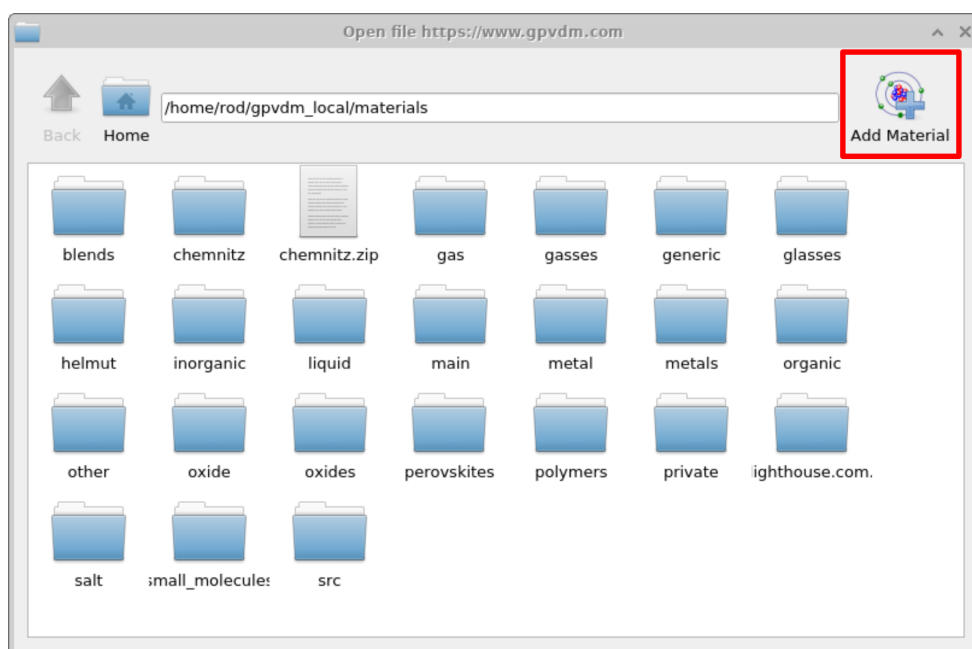 Open file https://www.gpvdm.com
/home/rod/gpvdm_local/materials
Back Home Add Material
blends chemnitz chemnitz.zip gas gasses generic glasses
helmut inorganic liquid main metal metals organic
other oxide oxides perovskites polymers private ighthouse.com.
salt small_molecules src